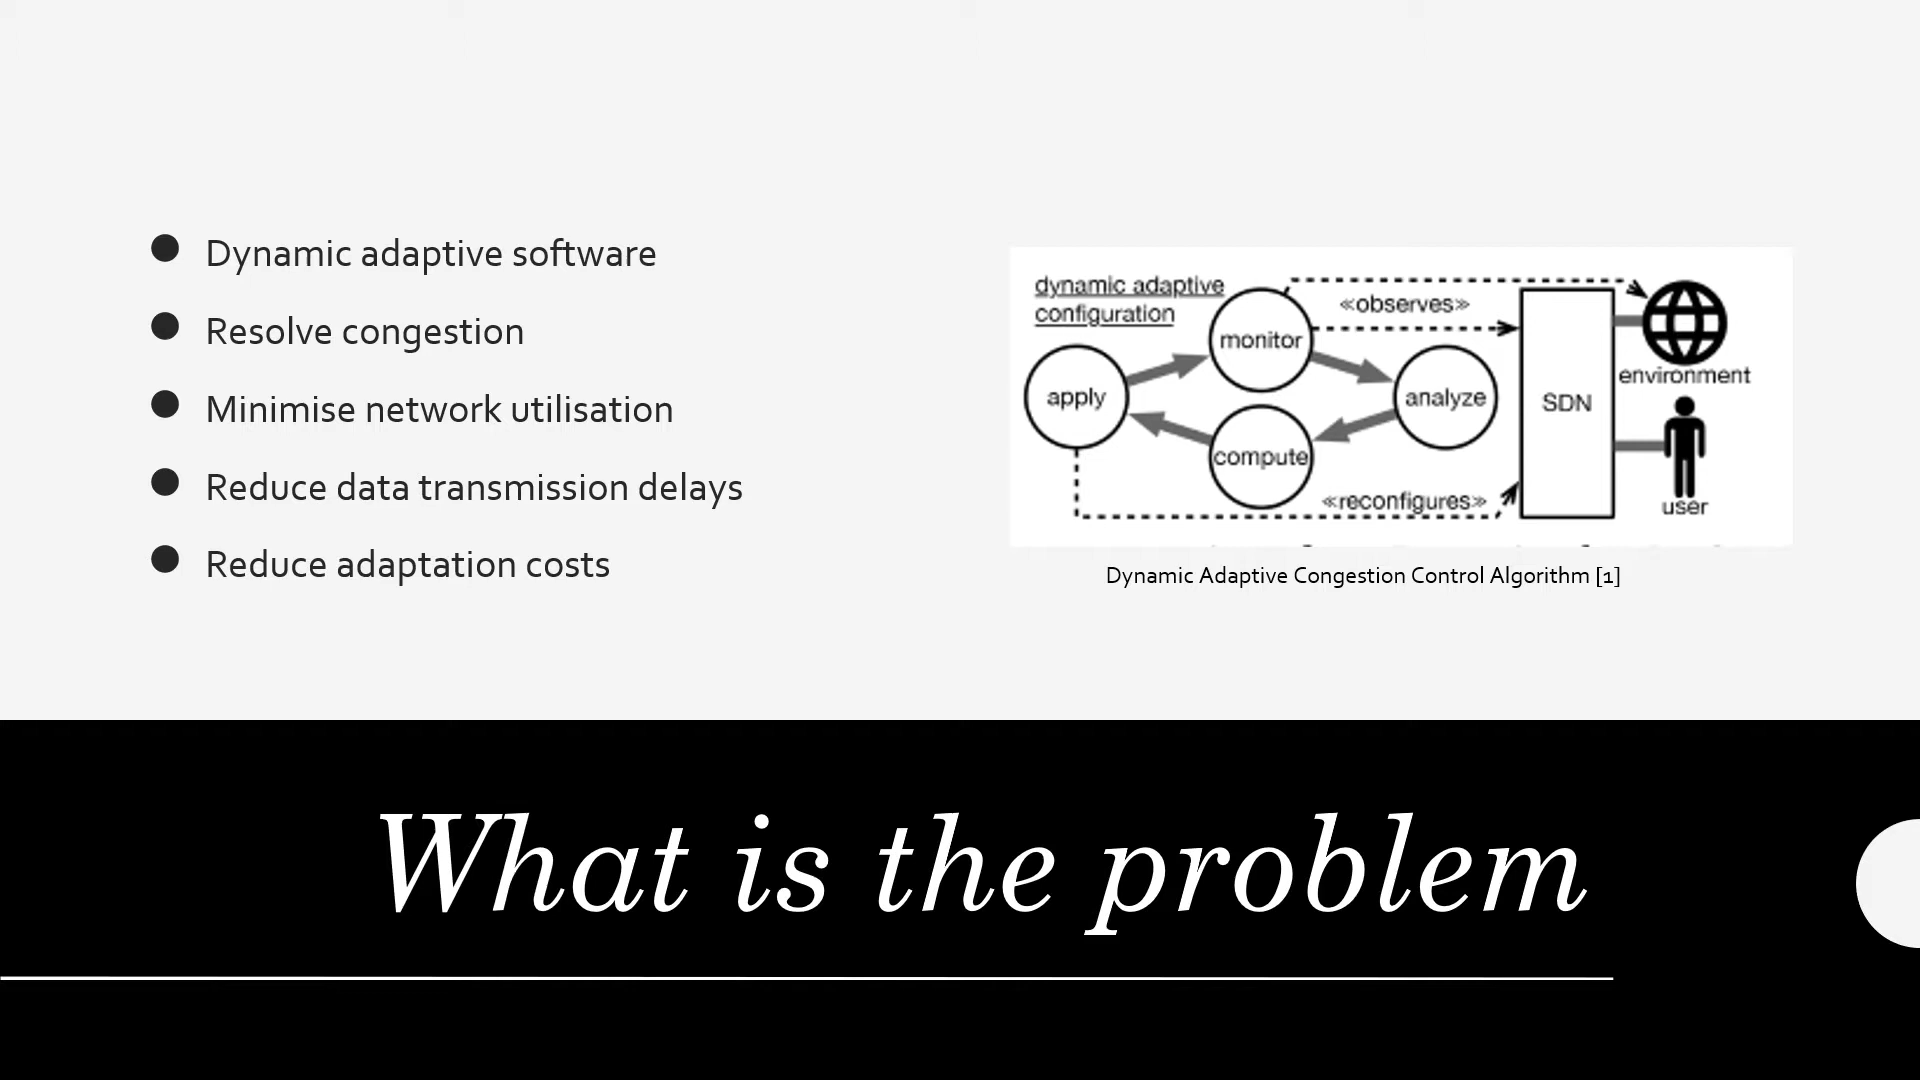 Dynamic adaptive software
Resolve congestion
Minimise network utilisation
Reduce data transmission delays
Reduce adaptation costs
dynamic adaptive
configuration
monitor
«observes»
apply
analyze
compute
«reconfigures»
SDN
environment
user
Dynamic Adaptive Congestion Control Algorithm [1]
What is the problem